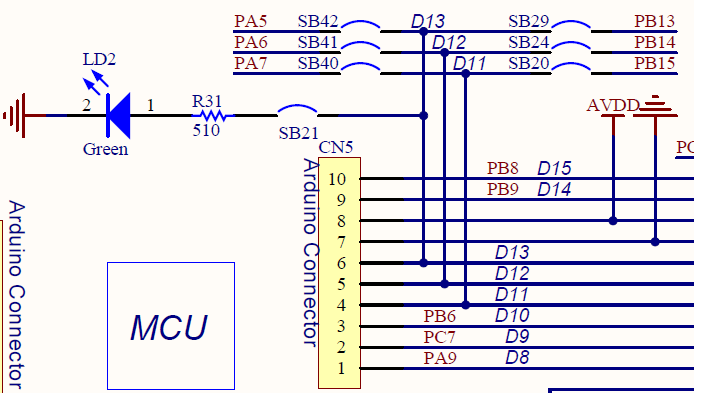 PA5 SB42 D13 SB29 PB13
PA6 SB41 D12 SB24 PB14
PA7 SB40 D11 SB20 PB15
LD2
2 1 R31
510
Green
SB21
AVDD
PC
CN5
Arduino Connector
10 PB8 D15
9 PB9 D14
8
7
6 D13
5 D12
4 D11
3 PB6 D10
2 PC7 D9
1 PA9 D8
Arduino Connector
MCU